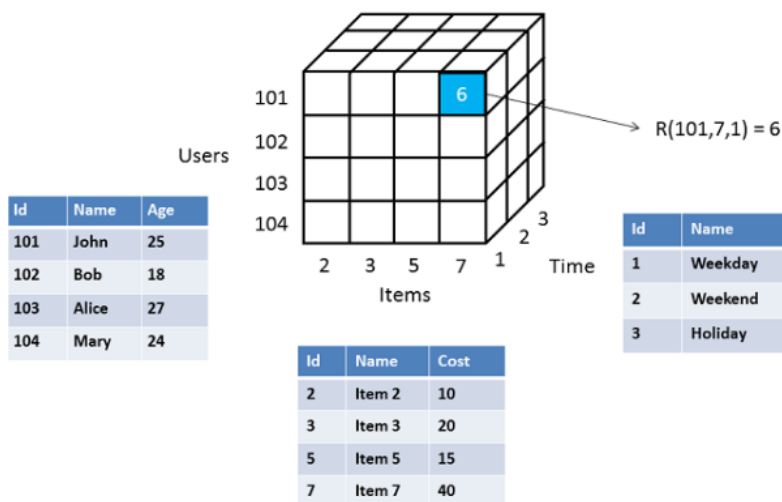 101
6
102
103
104
Users
R(101,7,1) = 6
2 3 5 7
Items
1 2 3
Time
Id Name Age
101 John 25
102 Bob 18
103 Alice 27
104 Mary 24
Id Name
1 Weekday
2 Weekend
3 Holiday
Id Name Cost
2 Item 2 10
3 Item 3 20
5 Item 5 15
7 Item 7 40